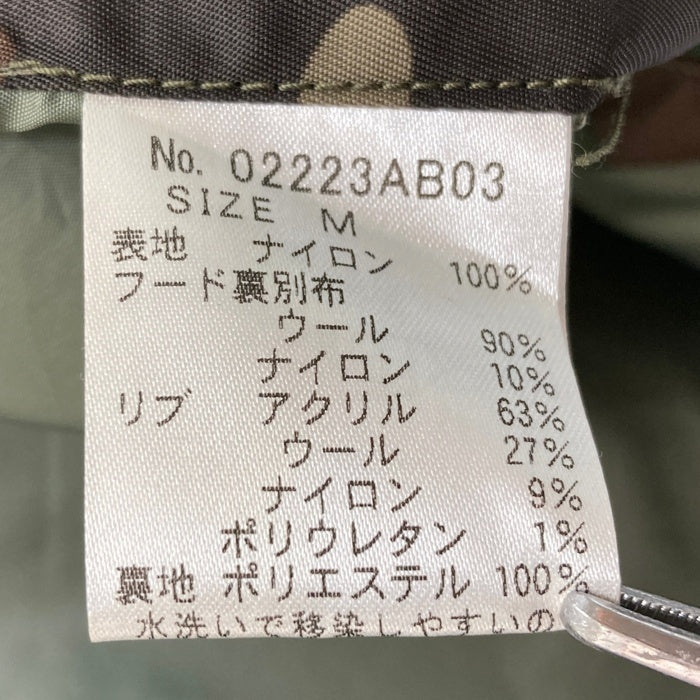 No. 02223AB03
SIZE M
表地 ナイロン 100%
フード裏別布
ウール 90%
ナイロン 10%
リブ アクリル 63%
ウール 27%
ナイロン 9%
ポリウレタン 1%
裏地 ポリエステル 100%
水洗いで移染しやすいの